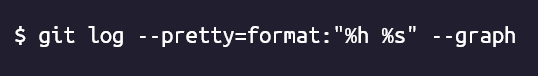 $ git log --pretty=format:"%h %s" --graph